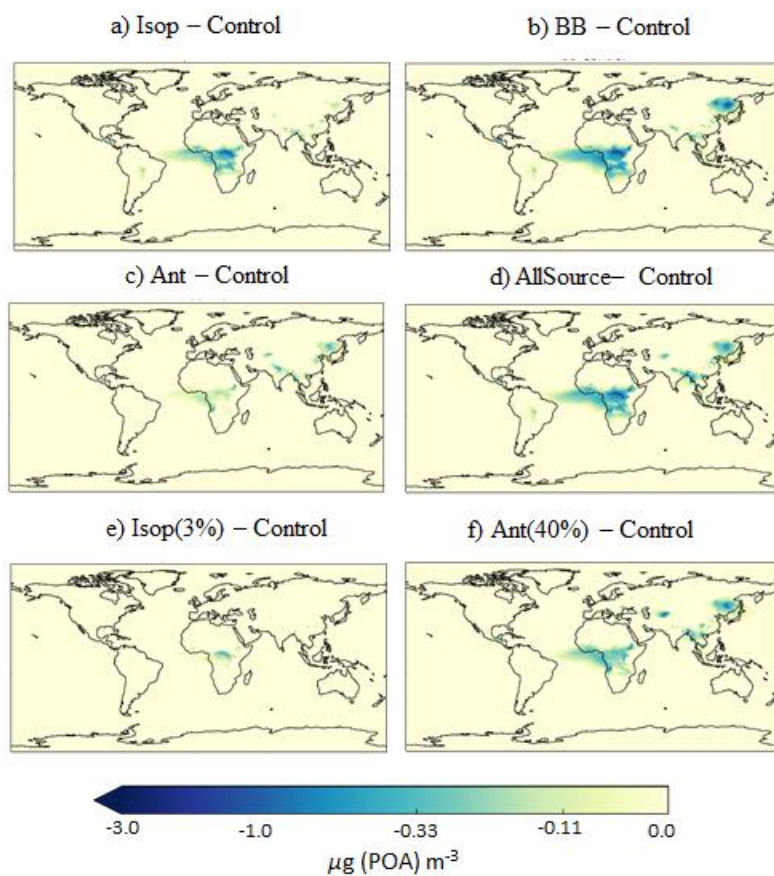 a) Isop – Control
b) BB – Control
c) Ant – Control
d) AllSource– Control
e) Isop(3%) – Control
f) Ant(40%) – Control
-3.0 -1.0 -0.33 -0.11 0.0
μg (POA) m⁻³